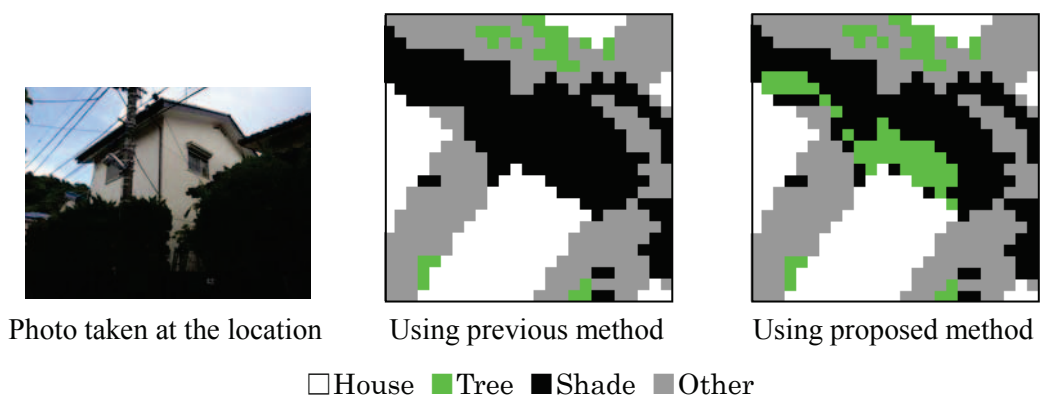 Photo taken at the location
Using previous method
Using proposed method
House Tree Shade Other